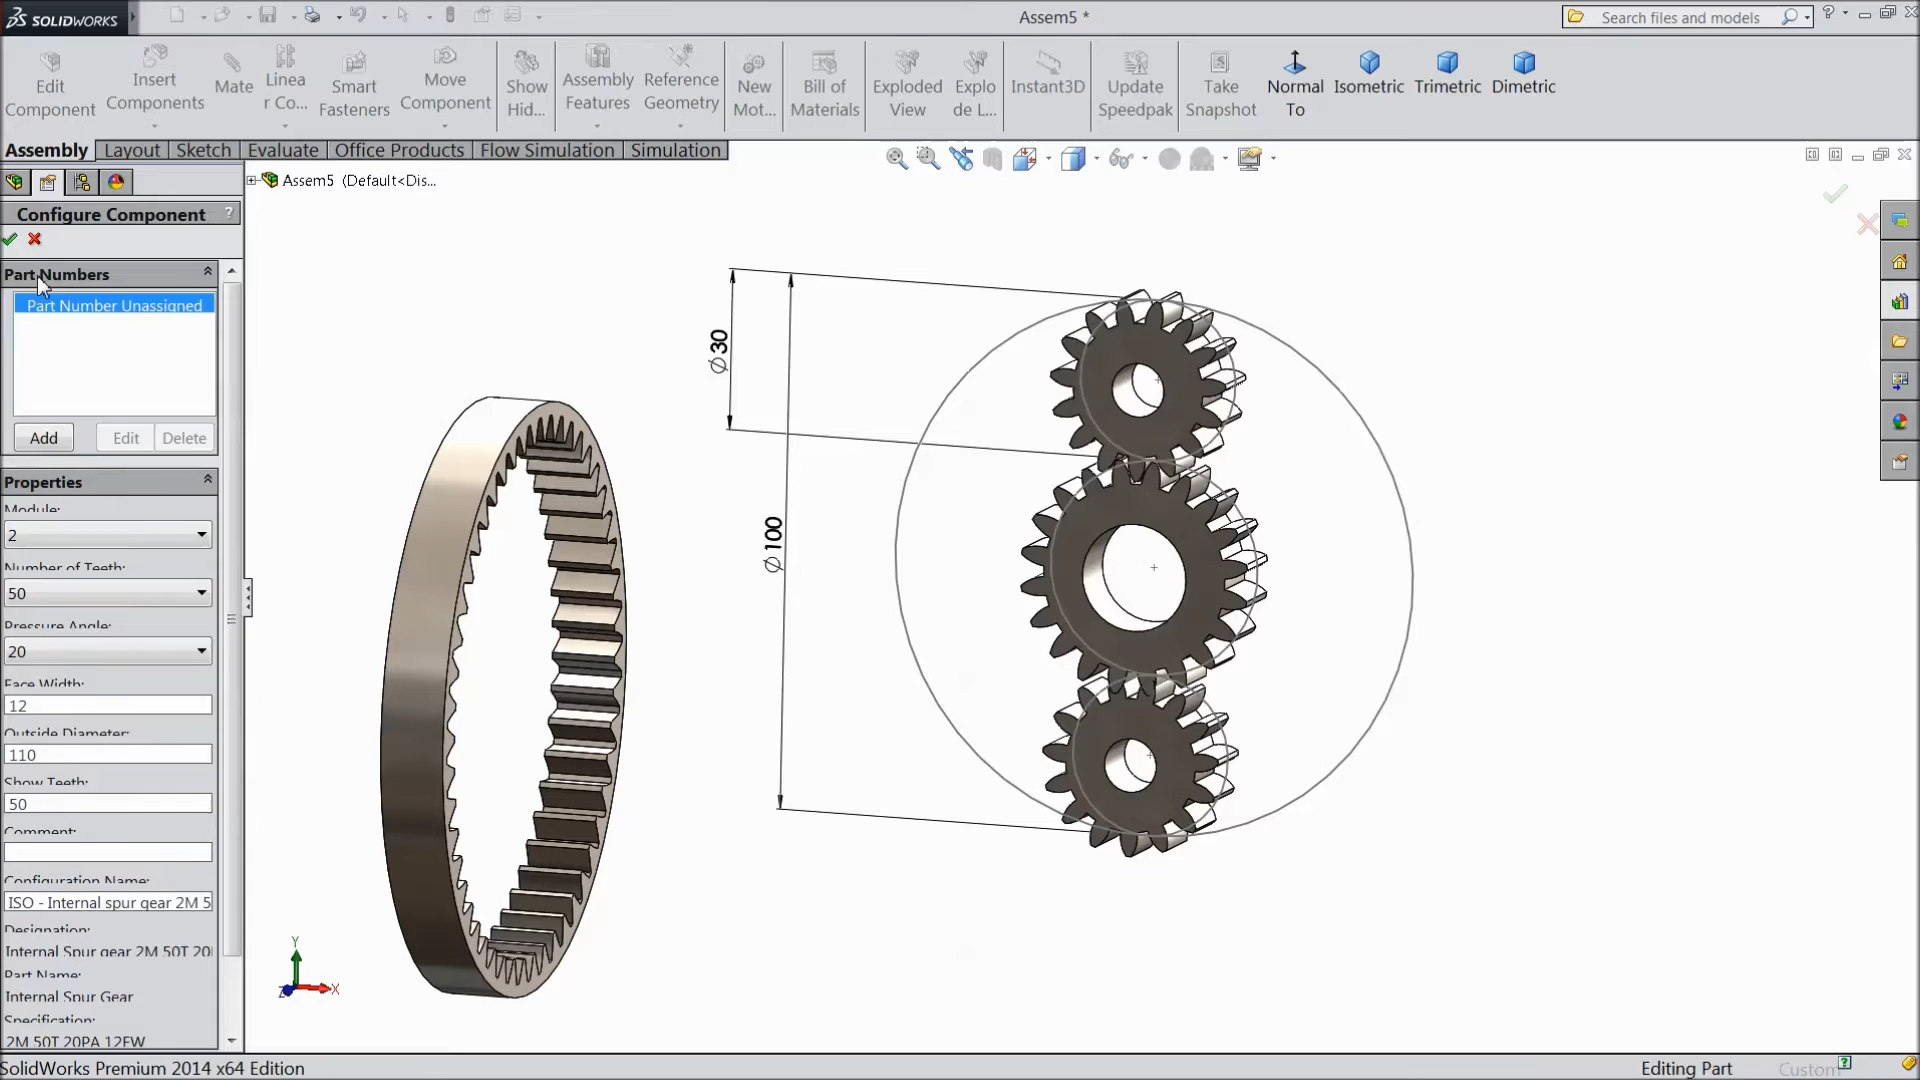 SOLIDWORKS
Assem5 *
Search files and models
Edit
Component
Insert
Components
Mate
Linea
r Co...
Smart
Fasteners
Move
Component
Show
Hid...
Assembly
Features
Reference
Geometry
New
Mot...
Bill of
Materials
Exploded
View
Explo
de L...
Instant3D
Update
Speedpak
Take
Snapshot
Normal
To
Isometric
Trimetric
Dimetric
Assembly
Layout
Sketch
Evaluate
Office Products
Flow Simulation
Simulation
Assem5 (Default<Dis...
Configure Component
?
Part Numbers
Part Number Unassigned
Add
Edit
Delete
Properties
Module:
2
Number of Teeth:
50
Pressure Angle:
20
Face Width:
12
Outside Diameter:
110
Show Teeth:
50
Comment:
Configuration Name:
ISO - Internal spur gear 2M 5
Designation:
Internal Spur gear 2M 50T 20
Part Name:
Internal Spur Gear
Specification:
2M 50T 20PA 12FW
Ø30
Ø100
Y
X
Z
SolidWorks Premium 2014 x64 Edition
Editing Part
Custom